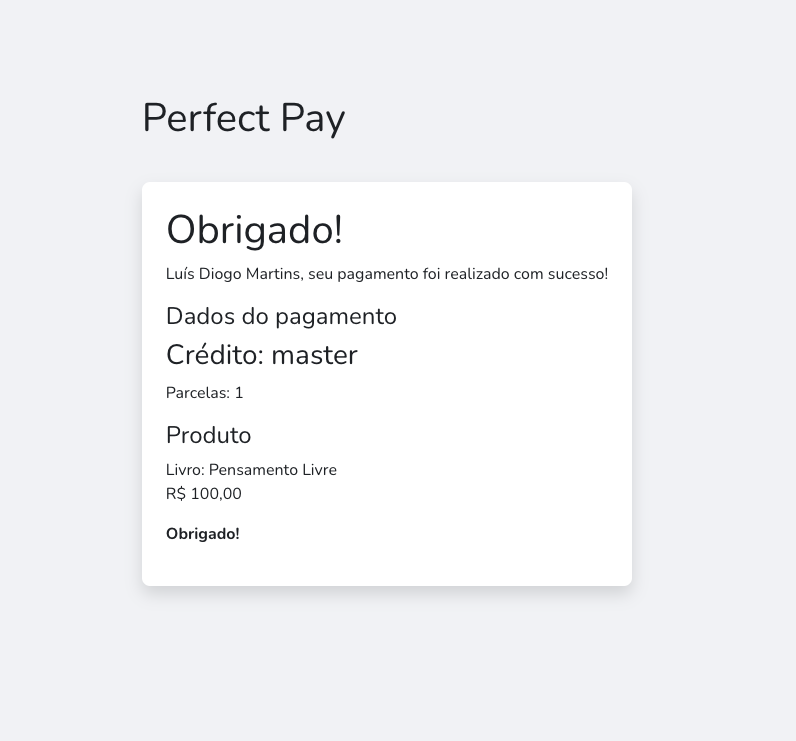 Perfect Pay
Obrigado!
Luís Diogo Martins, seu pagamento foi realizado com sucesso!
Dados do pagamento
Crédito: master
Parcelas: 1
Produto
Livro: Pensamento Livre
R$ 100,00
Obrigado!